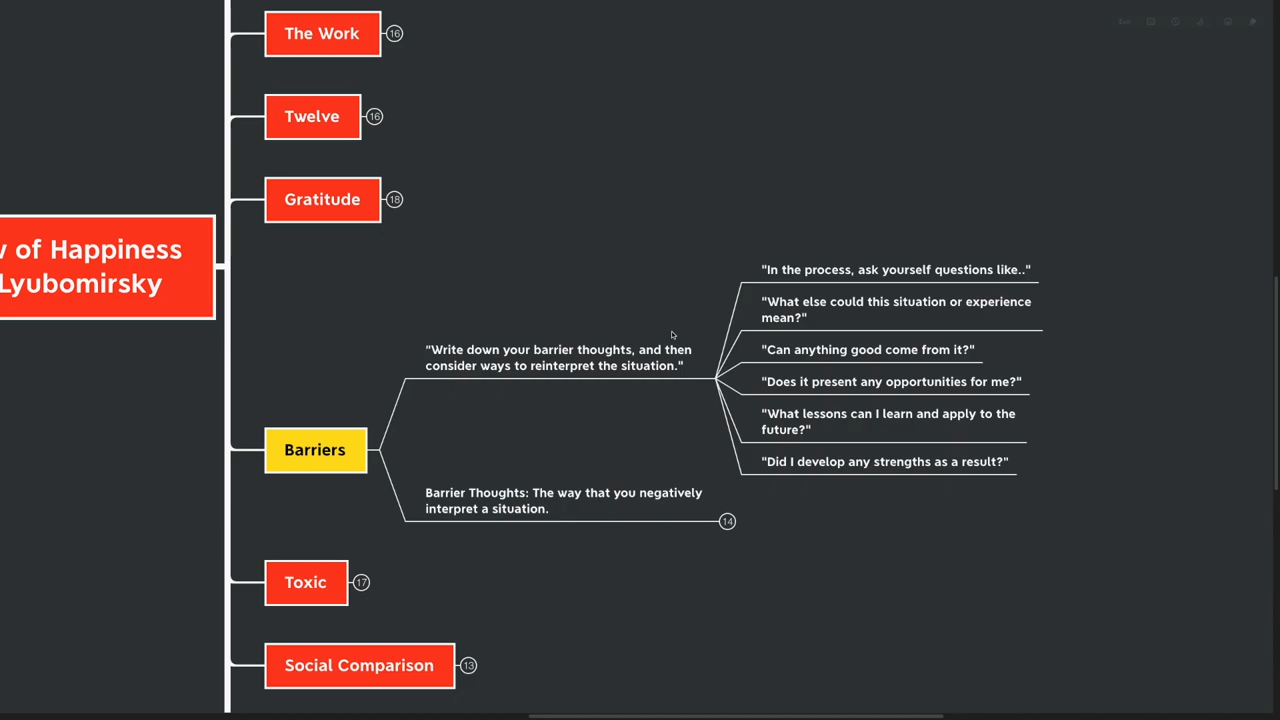 The Work
16
Twelve
16
Gratitude
18
of Happiness
Lyubomirsky
"In the process, ask yourself questions like.."
"What else could this situation or experience
mean?"
"Write down your barrier thoughts, and then
consider ways to reinterpret the situation."
"Can anything good come from it?"
"Does it present any opportunities for me?"
"What lessons can I learn and apply to the
future?"
"Did I develop any strengths as a result?"
Barriers
Barrier Thoughts: The way that you negatively
interpret a situation.
14
Toxic
17
Social Comparison
13